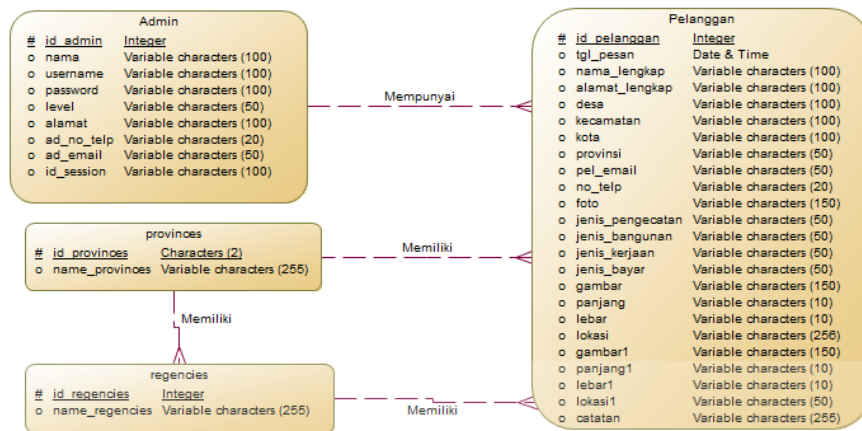 Admin
# id_admin Integer
o nama Variable characters (100)
o username Variable characters (100)
o password Variable characters (100)
o level Variable characters (50)
o alamat Variable characters (100)
o ad_no_telp Variable characters (20)
o ad_email Variable characters (50)
o id_session Variable characters (100)
Mempunyai
provinces
# id_provinces Characters (2)
o name_provinces Variable characters (255)
Memiliki
Memiliki
regencies
# id_regencies Integer
o name_regencies Variable characters (255)
Memiliki
Pelanggan
# id_pelanggan Integer
o tgl_pesan Date & Time
o nama_lengkap Variable characters (100)
o alamat_lengkap Variable characters (100)
o desa Variable characters (100)
o kecamatan Variable characters (100)
o kota Variable characters (100)
o provinsi Variable characters (50)
o pel_email Variable characters (50)
o no_telp Variable characters (20)
o foto Variable characters (150)
o jenis_pengecatan Variable characters (50)
o jenis_bangunan Variable characters (50)
o jenis_kerjaan Variable characters (50)
o jenis_bayar Variable characters (50)
o gambar Variable characters (150)
o panjang Variable characters (10)
o lebar Variable characters (10)
o lokasi Variable characters (256)
o gambar1 Variable characters (150)
o panjang1 Variable characters (10)
o lebar1 Variable characters (10)
o lokasi1 Variable characters (50)
o catatan Variable characters (255)